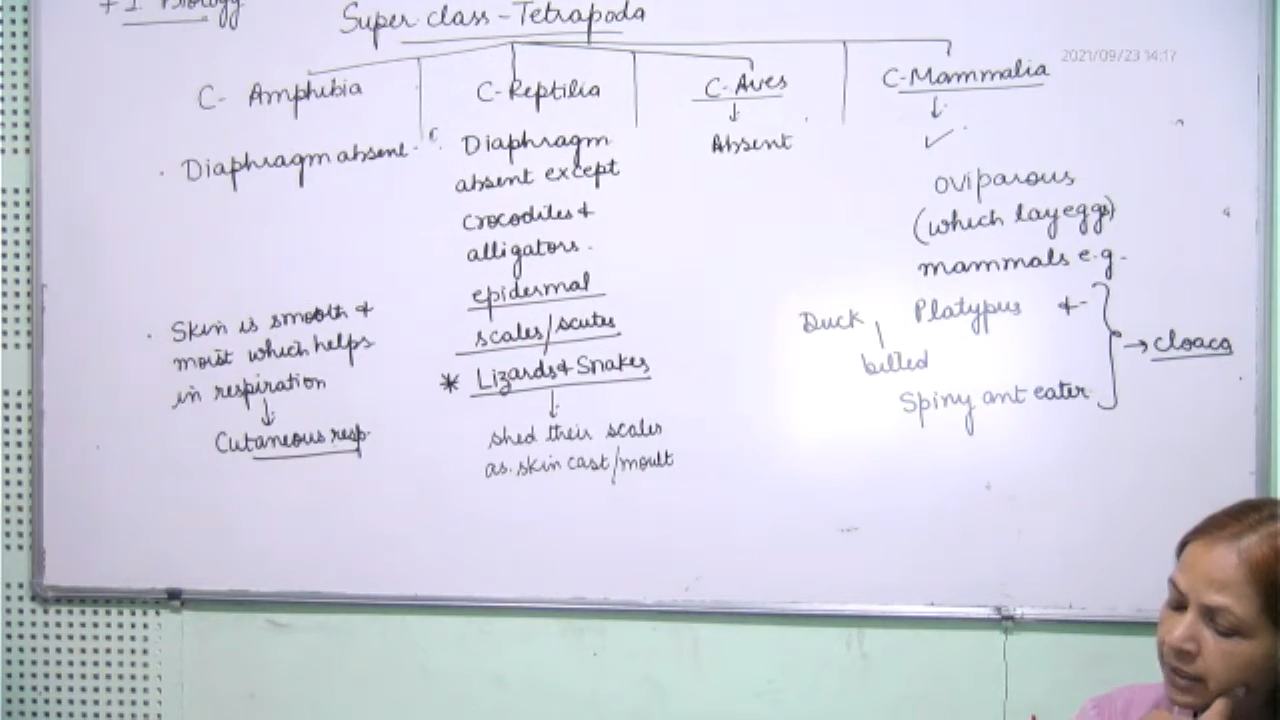 +1 Biology
Super class - Tetrapoda
2021/09/23 14:17
C- Amphibia
Diaphragm absent
Skin is smooth &
moist which helps
in respiration
↓
Cutaneous resp.
C-Reptilia
Diaphragm
absent except
crocodiles &
alligators.
epidermal
scales/scutes
* Lizards & Snakes
↓
shed their scales
as skin cast/moult
C-Aves
↓
Absent
C-Mammalia
↓
✓
oviparous
(which lay eggs)
mammals e.g.
Duck Platypus &
billed
Spiny ant eater
→ cloaca